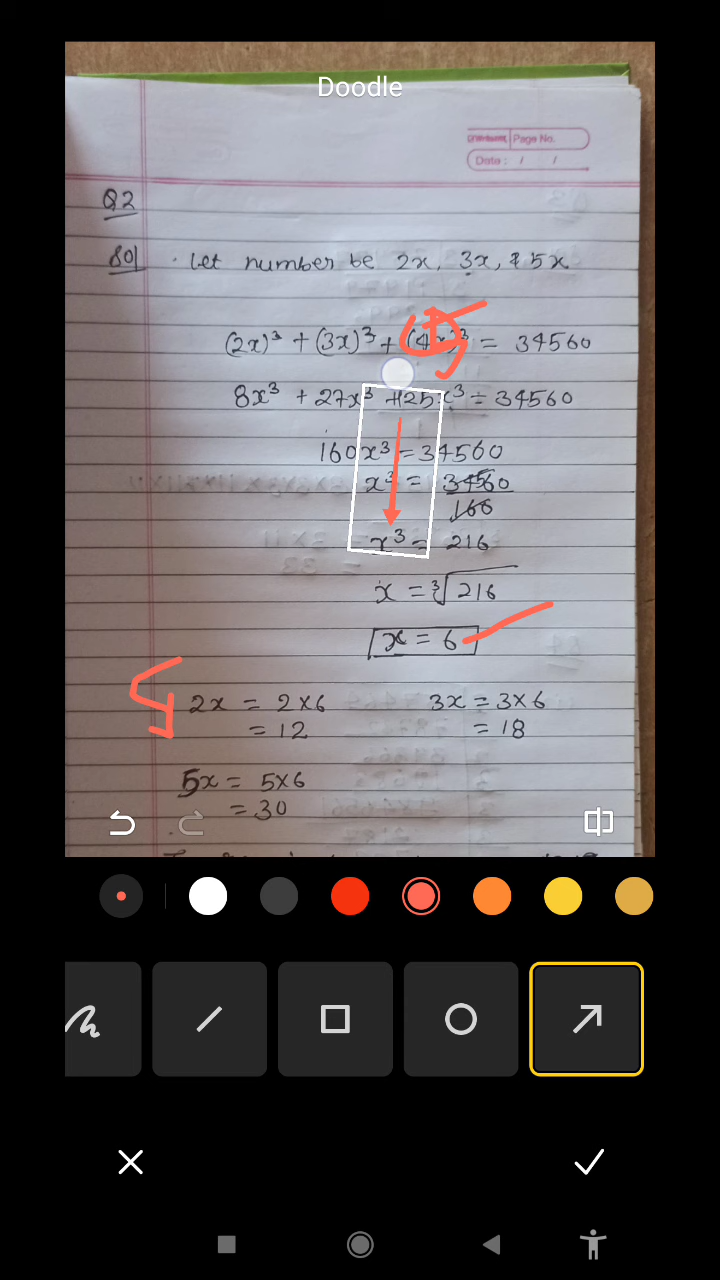 Doodle
Page No.
Date : / /
Q2
Sol
Let number be 2x, 3x, & 5x
(2x)³ + (3x)³ + (4x)³ = 34560
5
8x³ + 27x³ + 125x³ = 34560
160x³ = 34560
x³ = 34560
160
x³ = 216
x = ³√216
x = 6
2x = 2×6
= 12
3x = 3×6
= 18
5x = 5×6
= 30